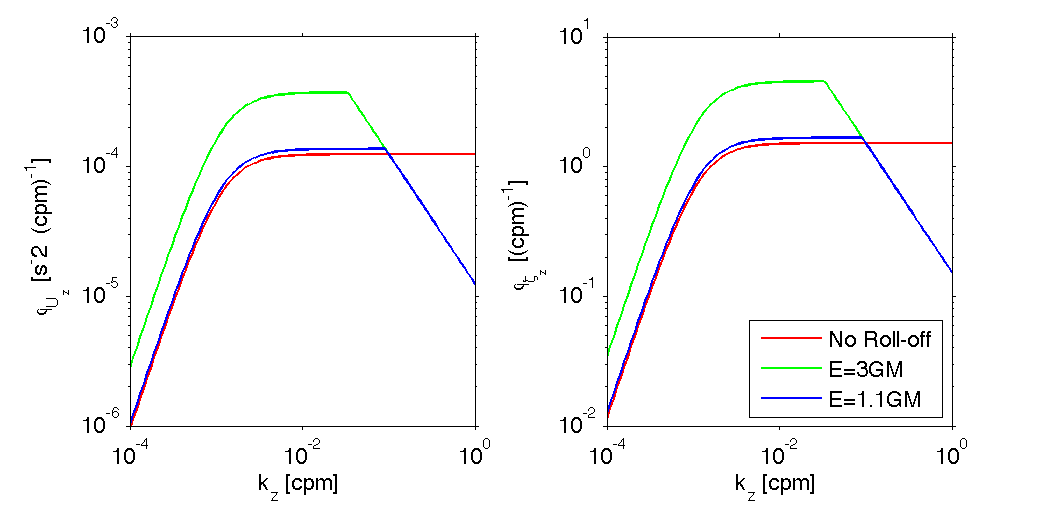 10^-3
10^-4
10^-5
10^-6
10^-4
10^-2
10^0
k_z [cpm]
φ_U_z [s^-2 (cpm)^-1]
10^1
10^0
10^-1
10^-2
10^-4
10^-2
10^0
k_z [cpm]
φ_ζ_z [(cpm)^-1]
No Roll-off
E=3GM
E=1.1GM